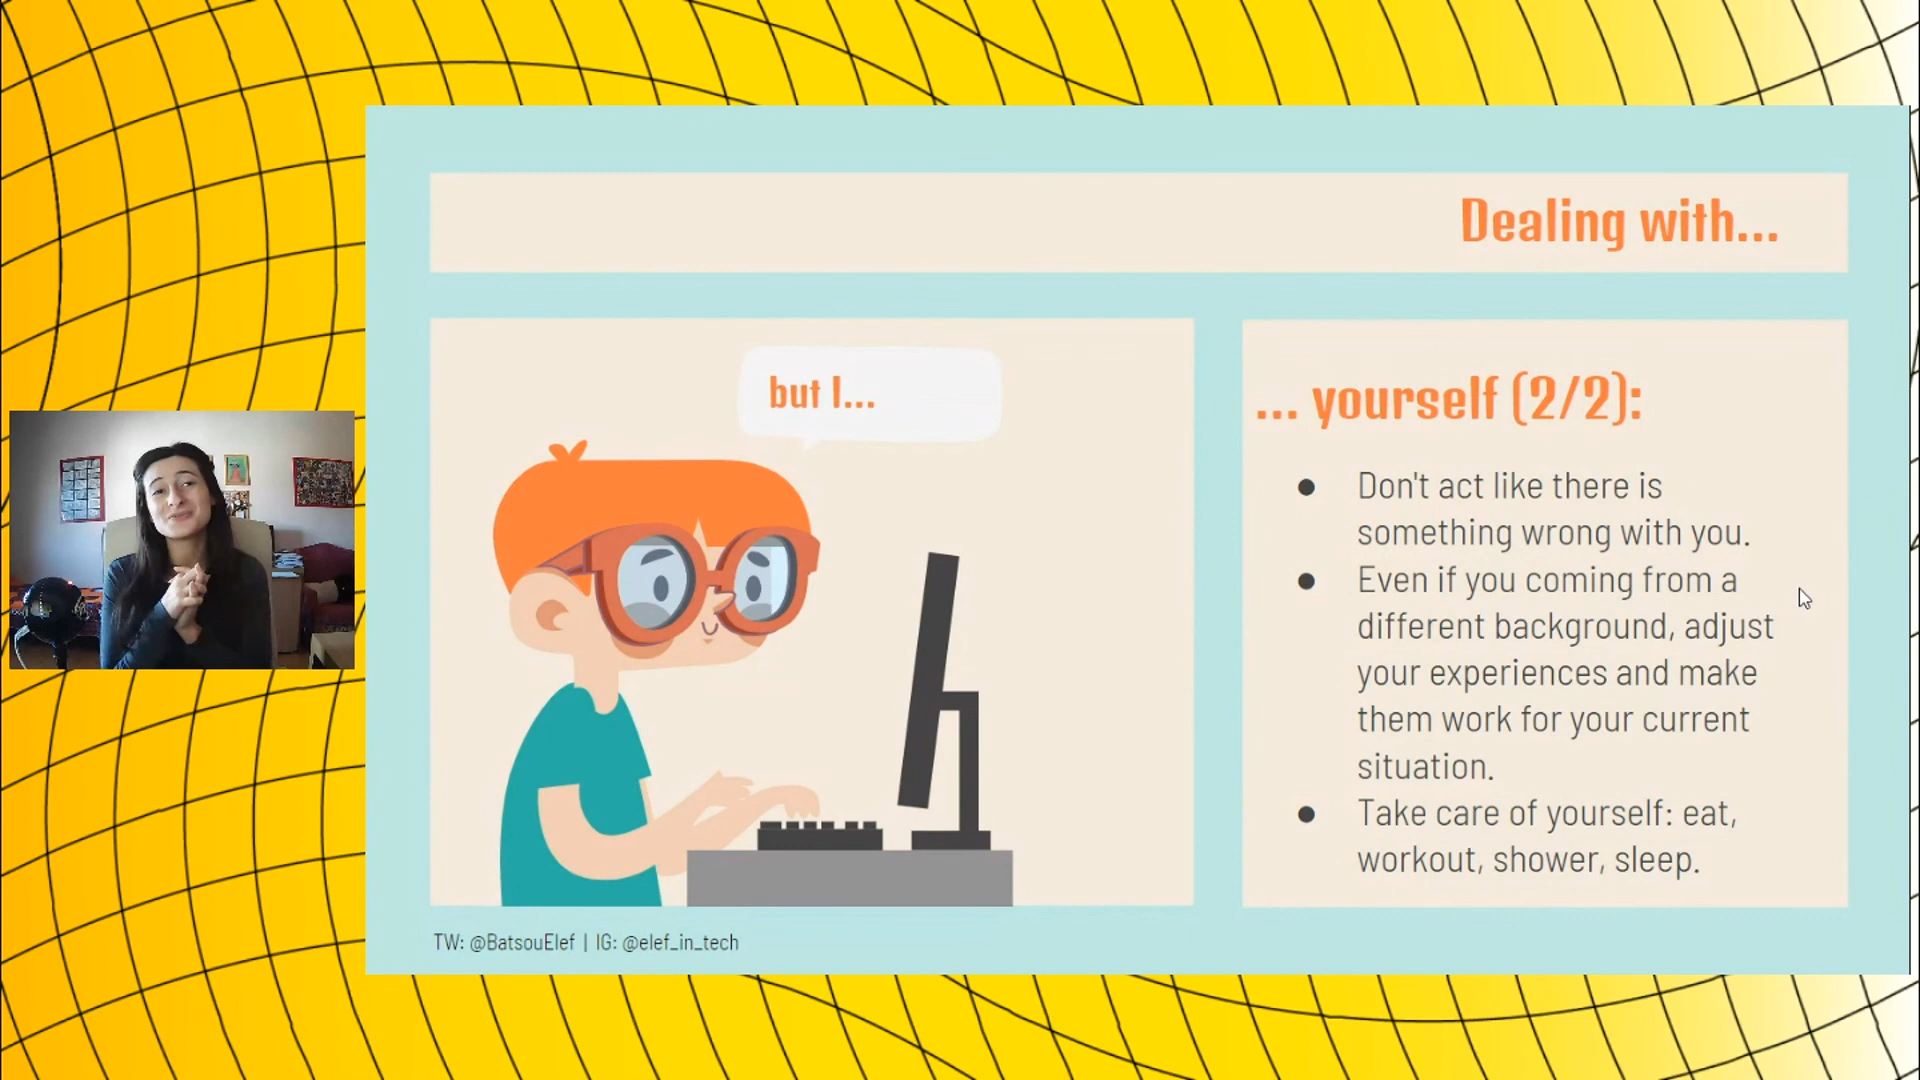 Dealing with...
but I...
... yourself (2/2):
● Don't act like there is
something wrong with you.
● Even if you coming from a
different background, adjust
your experiences and make
them work for your current
situation.
● Take care of yourself: eat,
workout, shower, sleep.
TW: @BatsouElef | IG: @elef_in_tech